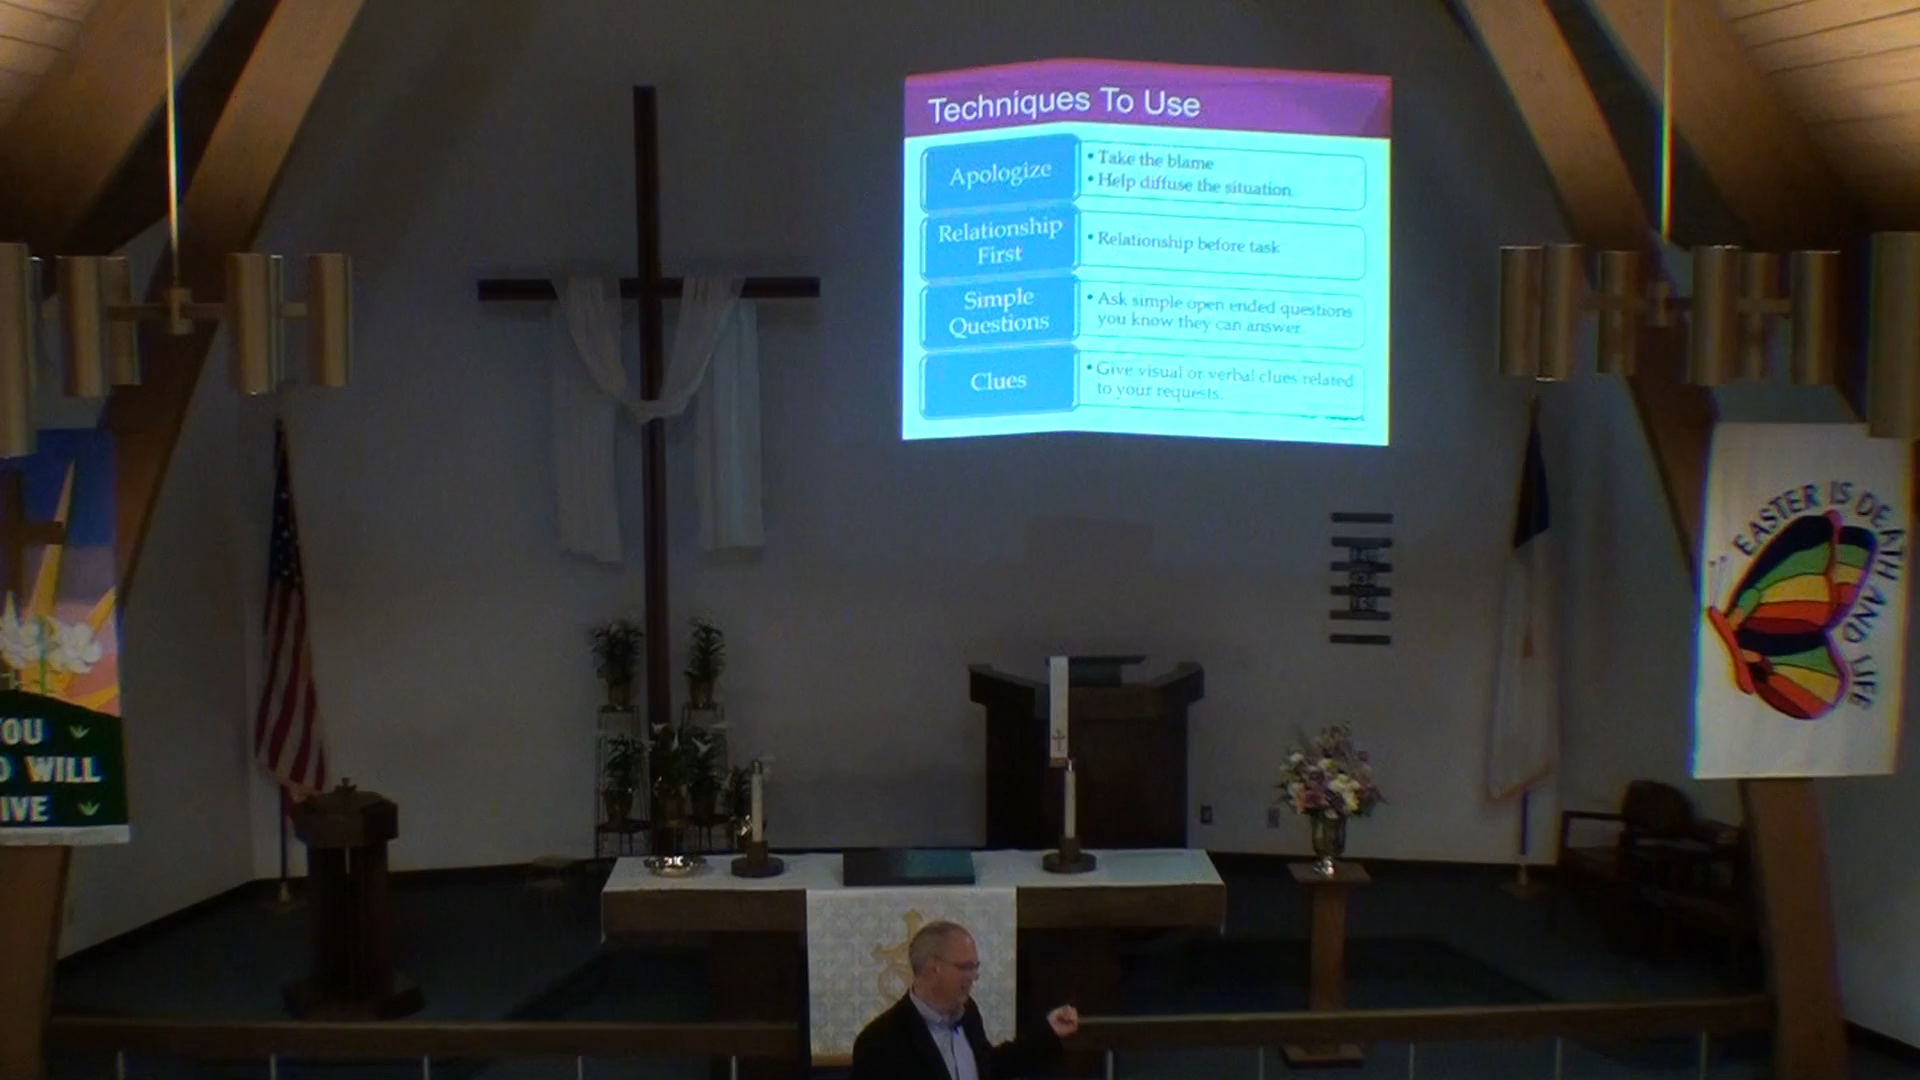 Techniques To Use
Apologize
• Take the blame
• Help diffuse the situation.
Relationship
First
• Relationship before task
Simple
Questions
• Ask simple open ended questions
you know they can answer.
Clues
• Give visual or verbal clues related
to your requests.
EASTER IS DEATH AND LIFE
OU
WILL
IVE